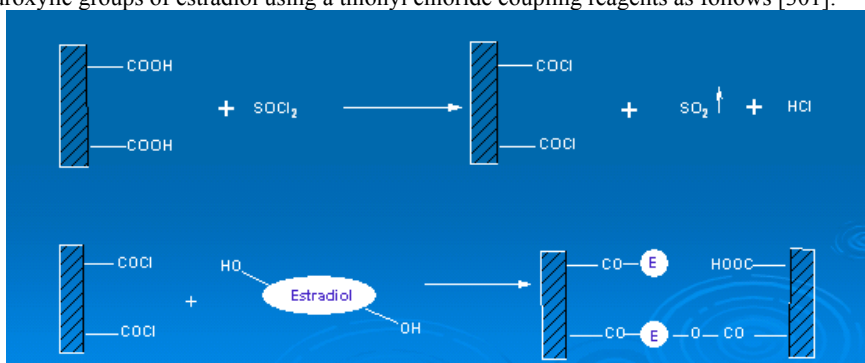 droxylic groups of estradiol using a thionyl chloride coupling reagents as follows [301].
COOH COCl
+ SOCl₂ + SO₂ + HCl
COOH COCl
COCl HO CO E HOOC
+ Estradiol
COCl OH CO E O CO